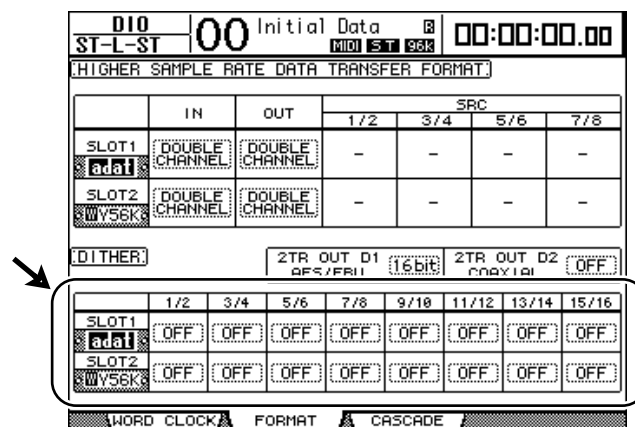 DIO
ST-L-ST
00
Initial Data
MIDI ST 96k
00:00:00.00
HIGHER SAMPLE RATE DATA TRANSFER FORMAT
IN OUT SRC
1/2 3/4 5/6 7/8
SLOT1 adat DOUBLE CHANNEL DOUBLE CHANNEL - - - -
SLOT2 Y56K DOUBLE CHANNEL DOUBLE CHANNEL - - - -
DITHER
2TR OUT D1 AES/EBU 16bit 2TR OUT D2 COAXIAL OFF
1/2 3/4 5/6 7/8 9/10 11/12 13/14 15/16
SLOT1 adat OFF OFF OFF OFF OFF OFF OFF OFF
SLOT2 Y56K OFF OFF OFF OFF OFF OFF OFF OFF
WORD CLOCK FORMAT CASCADE